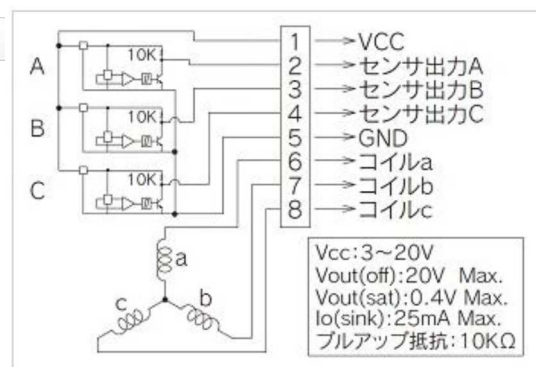 A
10K
B
10K
C
10K
1 VCC
2 センサ出力A
3 センサ出力B
4 センサ出力C
5 GND
6 コイルa
7 コイルb
8 コイルc
a
c
b
Vcc:3～20V
Vout(off):20V Max.
Vout(sat):0.4V Max.
Io(sink):25mA Max.
プルアップ抵抗:10KΩ